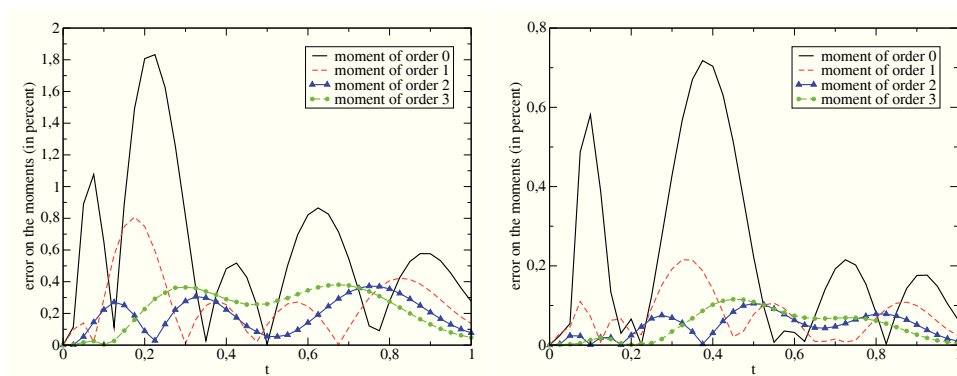 2
1,8
1,6
1,4
1,2
1
0,8
0,6
0,4
0,2
0
error on the moments (in percent)
moment of order 0
moment of order 1
moment of order 2
moment of order 3
0 0,2 0,4 0,6 0,8 1
t
0,8
0,6
0,4
0,2
0
error on the moments (in percent)
moment of order 0
moment of order 1
moment of order 2
moment of order 3
0 0,2 0,4 0,6 0,8 1
t